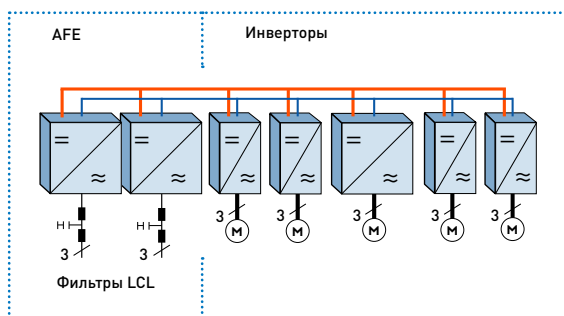 AFE
Инверторы
= = = = = = =
≈ ≈ ≈ ≈ ≈ ≈ ≈
H H
3 3 3 3 3 3 3
M M M M M
Фильтры LCL